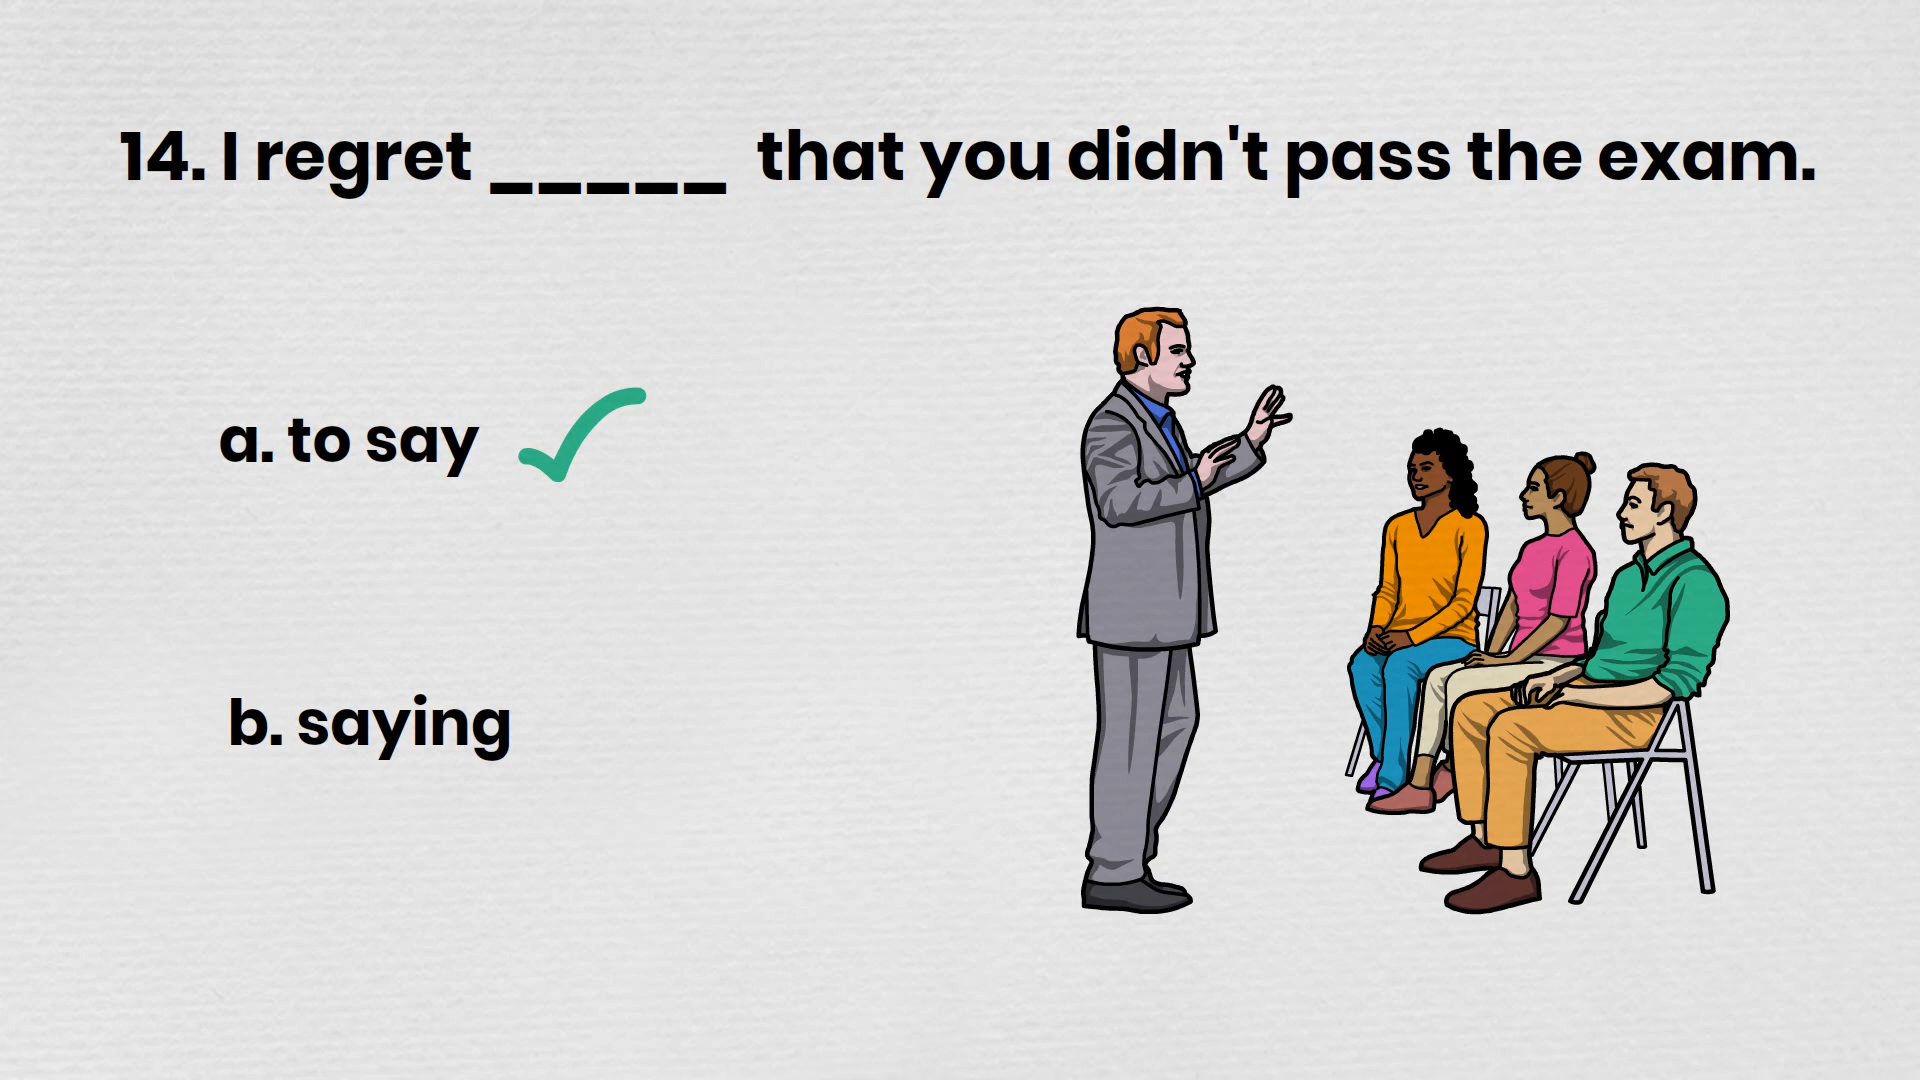 14. I regret _____ that you didn't pass the exam.
a. to say
b. saying